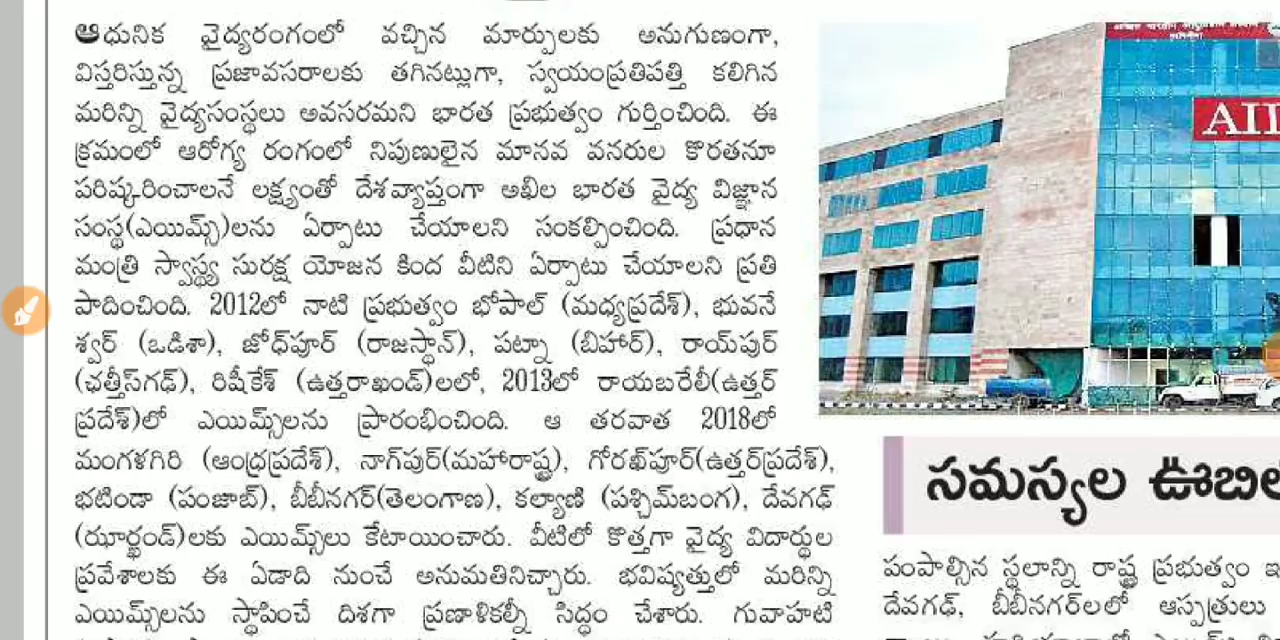 ఆధునిక వైద్యరంగంలో వచ్చిన మార్పులకు అనుగుణంగా,
విస్తరిస్తున్న ప్రజావసరాలకు తగినట్లుగా, స్వయంప్రతిపత్తి కలిగిన
మరిన్ని వైద్యసంస్థలు అవసరమని భారత ప్రభుత్వం గుర్తించింది. ఈ
క్రమంలో ఆరోగ్య రంగంలో నిపుణులైన మానవ వనరుల కొరతనూ
పరిష్కరించాలనే లక్ష్యంతో దేశవ్యాప్తంగా అఖిల భారత వైద్య విజ్ఞాన
సంస్థ(ఎయిమ్స్)లను ఏర్పాటు చేయాలని సంకల్పించింది. ప్రధాన
మంత్రి స్వాస్థ్య సురక్ష యోజన కింద వీటిని ఏర్పాటు చేయాలని ప్రతి
పాదించింది. 2012లో నాటి ప్రభుత్వం భోపాల్ (మధ్యప్రదేశ్), భువనే
శ్వర్ (ఒడిశా), జోధ్‌పూర్ (రాజస్థాన్), పట్నా (బిహార్), రాయ్‌పుర్
(ఛత్తీస్‌గఢ్), రిషీకేశ్ (ఉత్తరాఖండ్)లలో, 2013లో రాయబరేలీ(ఉత్తర్
ప్రదేశ్)లో ఎయిమ్స్‌లను ప్రారంభించింది. ఆ తరవాత 2018లో
మంగళగిరి (ఆంధ్రప్రదేశ్), నాగ్‌పుర్(మహారాష్ట్ర), గోరఖ్‌పూర్(ఉత్తర్‌ప్రదేశ్),
భటిండా (పంజాబ్), బీబీనగర్(తెలంగాణ), కల్యాణి (పశ్చిమ్‌బంగ), దేవగఢ్
(ఝార్ఖండ్)లకు ఎయిమ్స్‌లు కేటాయించారు. వీటిలో కొత్తగా వైద్య విదార్థుల
ప్రవేశాలకు ఈ ఏడాది నుంచే అనుమతినిచ్చారు. భవిష్యత్తులో మరిన్ని
ఎయిమ్స్‌లను స్థాపించే దిశగా ప్రణాళికల్నీ సిద్ధం చేశారు. గువాహటి
AII
సమస్యల ఊబిలో
పంపాల్సిన స్థలాన్ని రాష్ట్ర ప్రభుత్వం
దేవగఢ్, బీబీనగర్‌లలో ఆస్పత్రులు